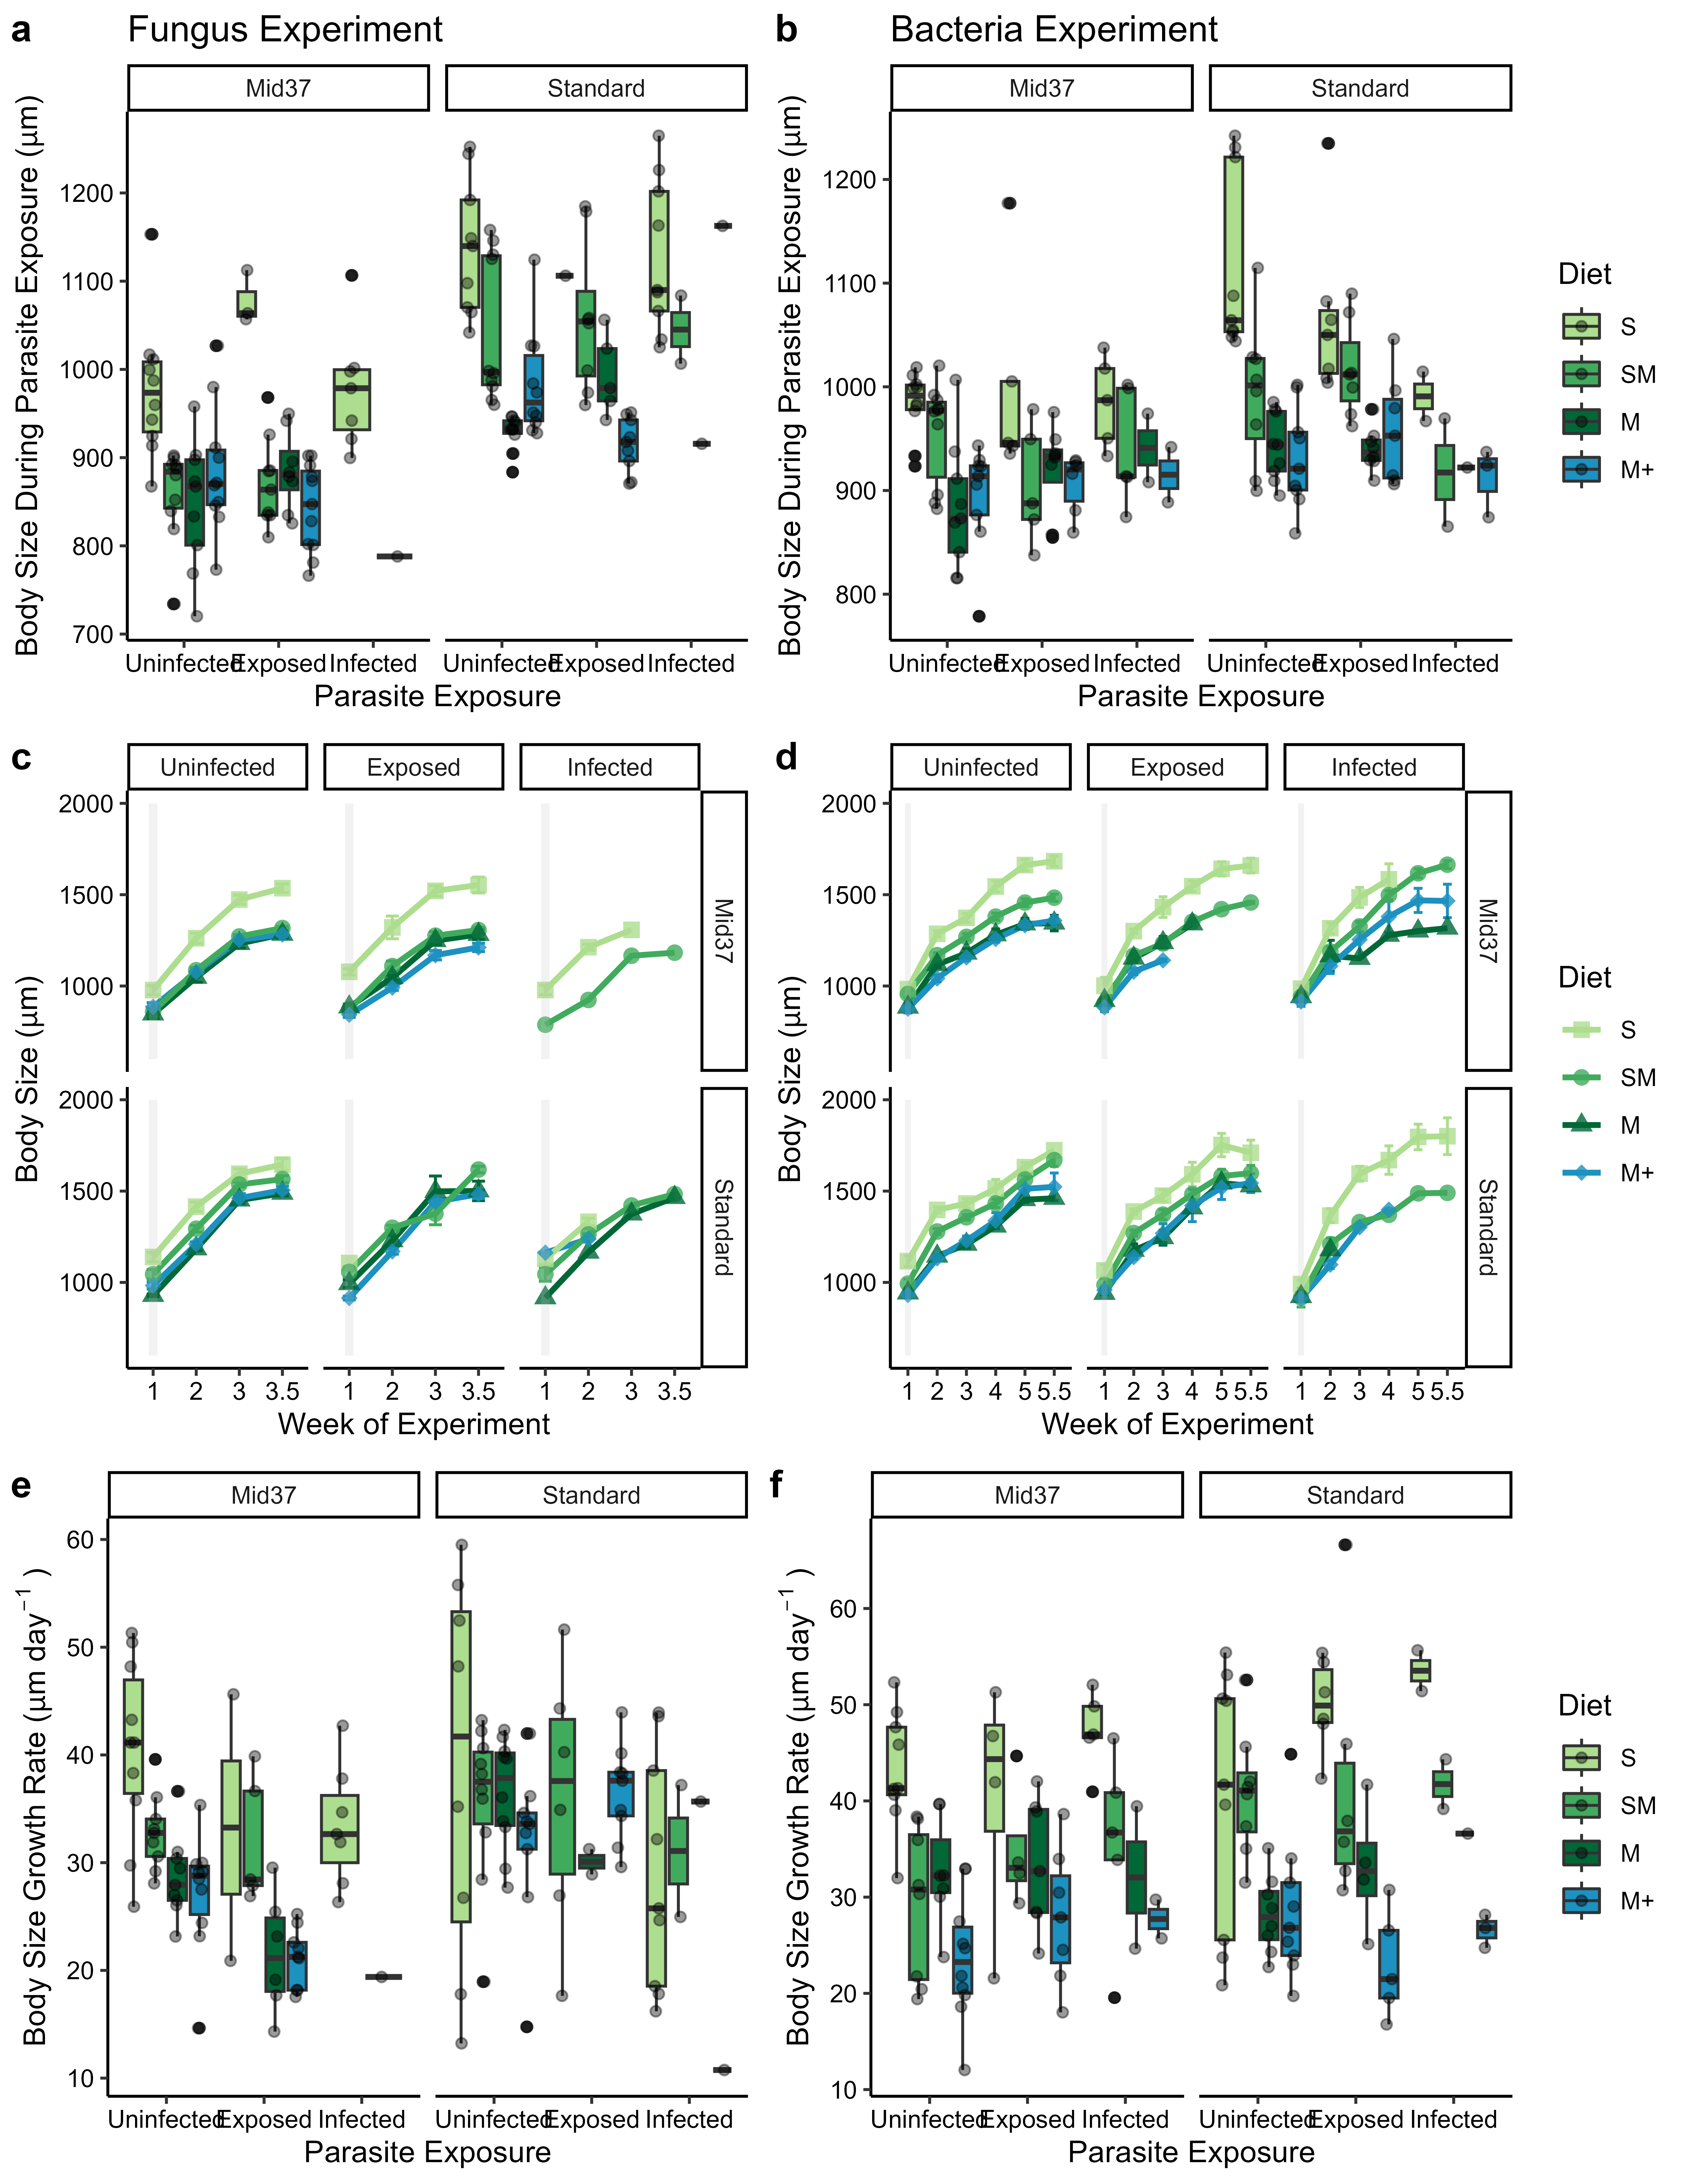 a Fungus Experiment
b Bacteria Experiment
Mid37 Standard
Mid37 Standard
Body Size During Parasite Exposure (µm)
1200
1100
1000
900
800
700
Uninfected Exposed Infected
Uninfected Exposed Infected
Parasite Exposure
Body Size During Parasite Exposure (µm)
1200
1100
1000
900
800
Uninfected Exposed Infected
Uninfected Exposed Infected
Parasite Exposure
Diet
S
SM
M
M+
c
Uninfected Exposed Infected
Body Size (µm)
2000
1500
1000
Mid37
2000
1500
1000
Standard
1 2 3 3.5
1 2 3 3.5
1 2 3 3.5
Week of Experiment
d
Uninfected Exposed Infected
Body Size (µm)
2000
1500
1000
Mid37
2000
1500
1000
Standard
1 2 3 4 5 5.5
1 2 3 4 5 5.5
1 2 3 4 5 5.5
Week of Experiment
Diet
S
SM
M
M+
e
Mid37 Standard
Body Size Growth Rate (µm day⁻¹ )
60
50
40
30
20
10
Uninfected Exposed Infected
Uninfected Exposed Infected
Parasite Exposure
f
Mid37 Standard
Body Size Growth Rate (µm day⁻¹ )
60
50
40
30
20
10
Uninfected Exposed Infected
Uninfected Exposed Infected
Parasite Exposure
Diet
S
SM
M
M+